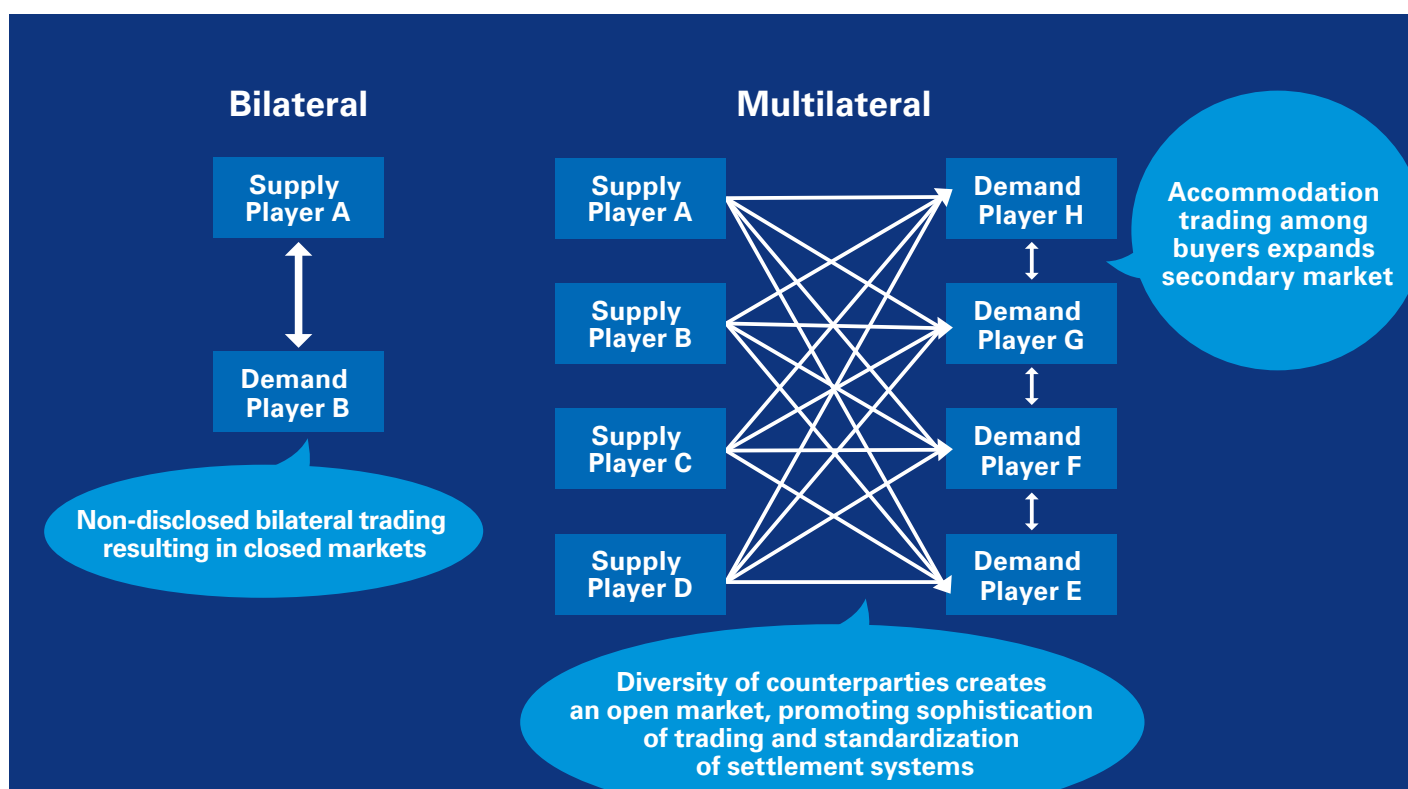 Bilateral
Supply
Player A
Demand
Player B
Non-disclosed bilateral trading
resulting in closed markets
Multilateral
Supply
Player A
Supply
Player B
Supply
Player C
Supply
Player D
Demand
Player H
Demand
Player G
Demand
Player F
Demand
Player E
Accommodation
trading among
buyers expands
secondary market
Diversity of counterparties creates
an open market, promoting sophistication
of trading and standardization
of settlement systems